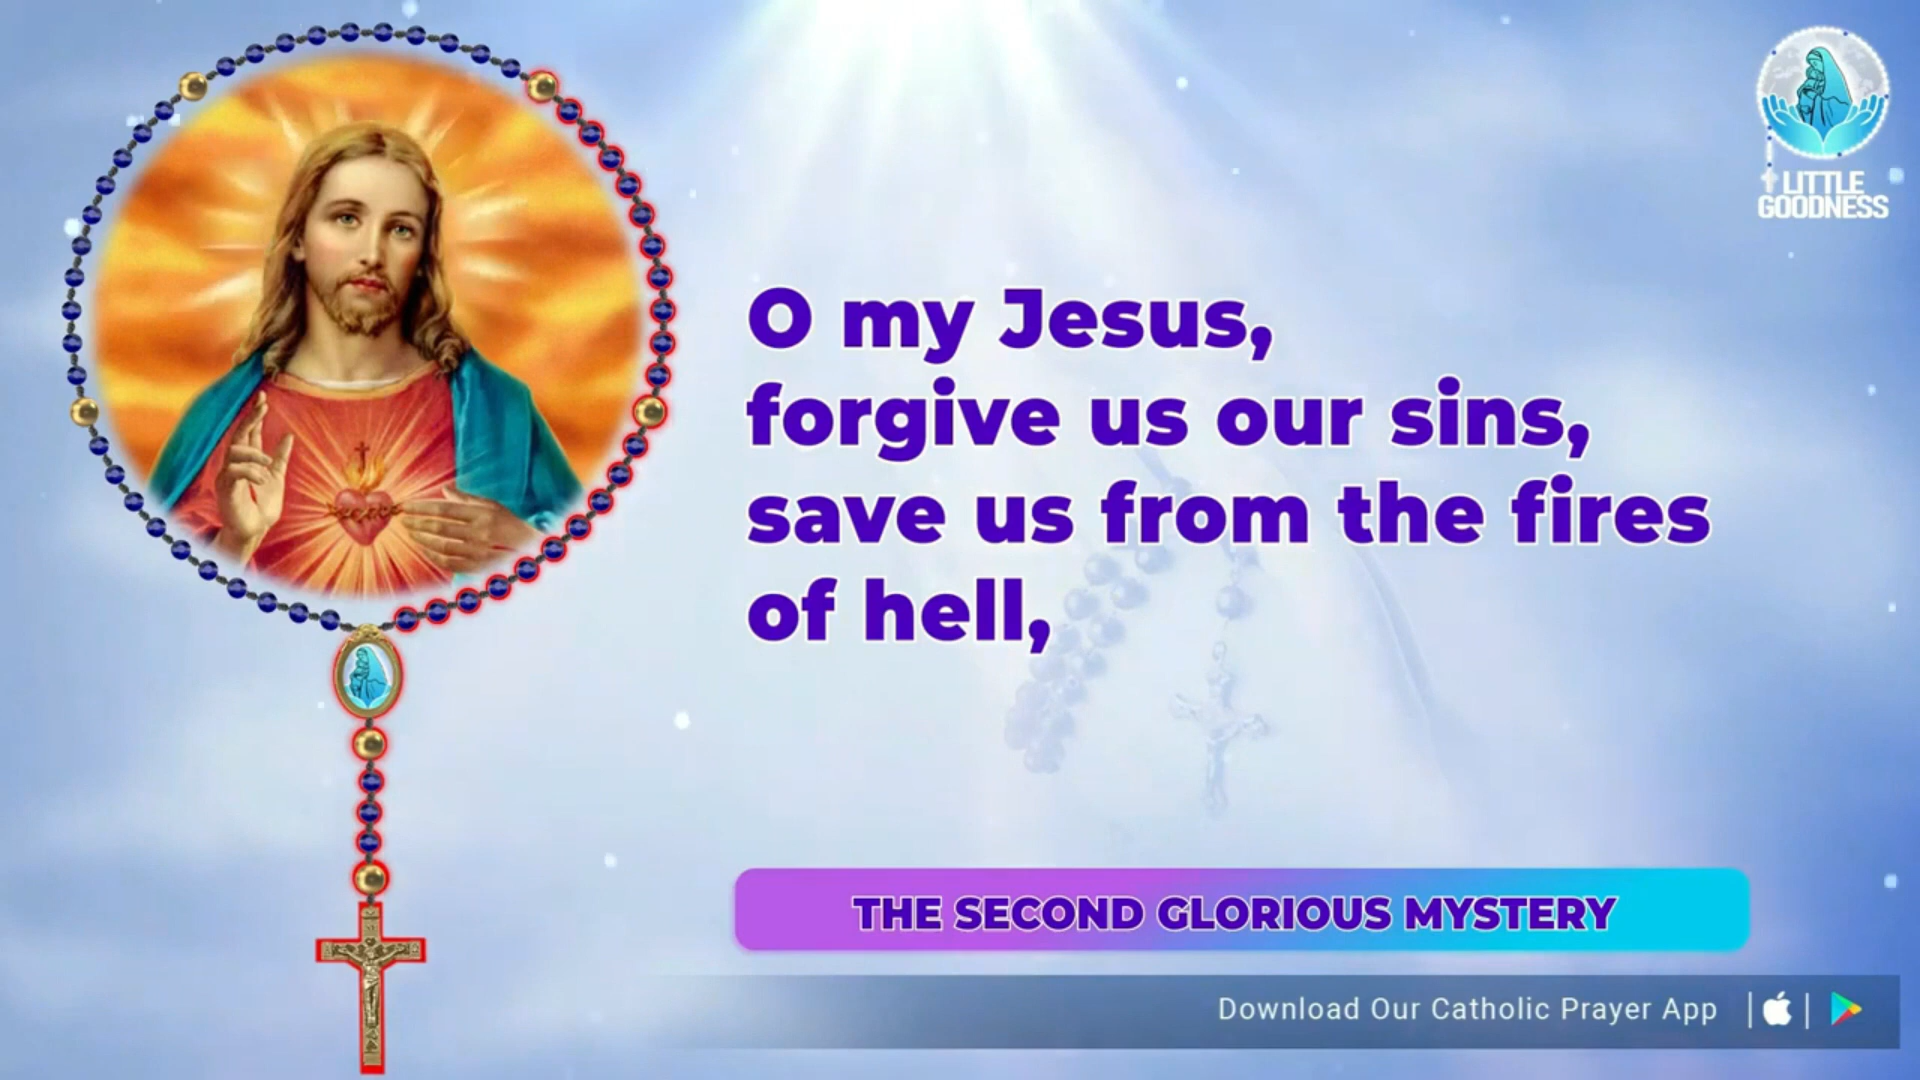 LITTLE
GOODNESS
O my Jesus,
forgive us our sins,
save us from the fires
of hell,
THE SECOND GLORIOUS MYSTERY
Download Our Catholic Prayer App